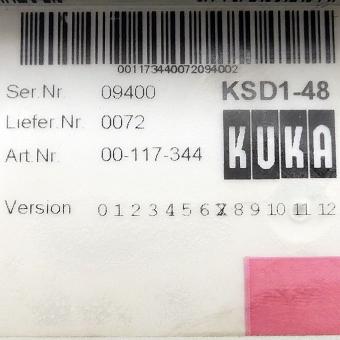 001173440072094002
Ser.Nr. 09400 KSD1-48
Liefer.Nr. 0072
Art.Nr. 00-117-344 KUKA
Version 0 1 2 3 4 5 6 7 8 9 10 11 12